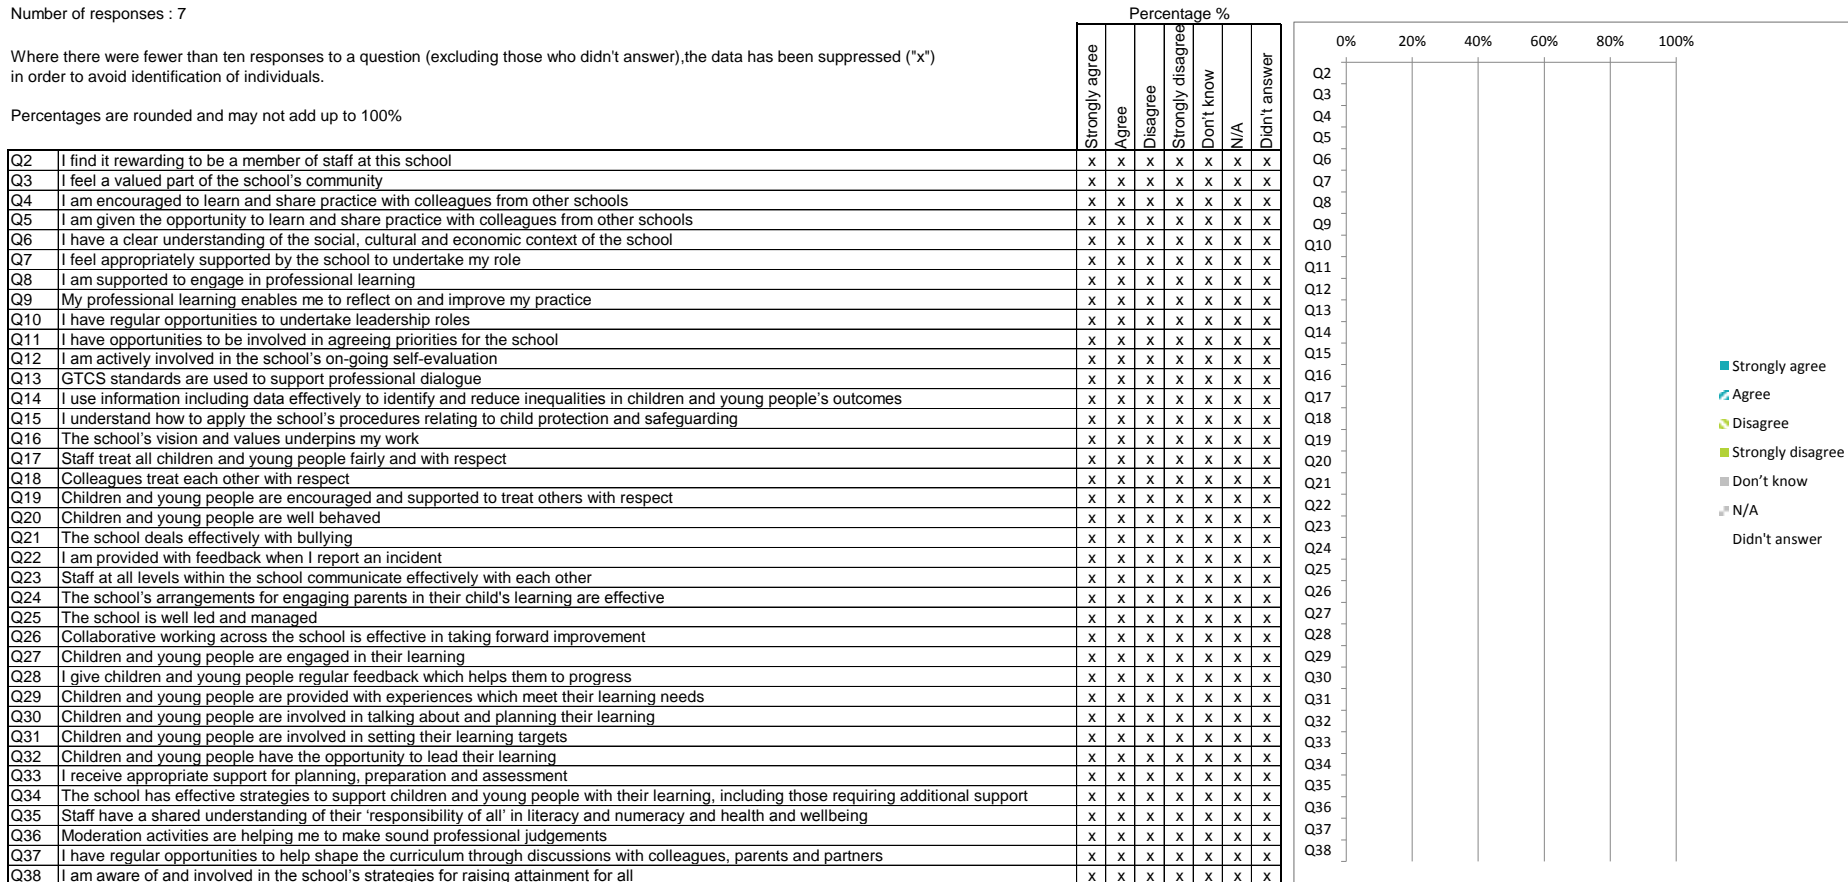 Number of responses : 7
Percentage %
Where there were fewer than ten responses to a question (excluding those who didn't answer),the data has been suppressed ("x")
in order to avoid identification of individuals.
Percentages are rounded and may not add up to 100%
Strongly agree
Agree
Disagree
Strongly disagree
Don't know
N/A
Didn't answer
Q2 I find it rewarding to be a member of staff at this school x x x x x x x
Q3 I feel a valued part of the school’s community x x x x x x x
Q4 I am encouraged to learn and share practice with colleagues from other schools x x x x x x x
Q5 I am given the opportunity to learn and share practice with colleagues from other schools x x x x x x x
Q6 I have a clear understanding of the social, cultural and economic context of the school x x x x x x x
Q7 I feel appropriately supported by the school to undertake my role x x x x x x x
Q8 I am supported to engage in professional learning x x x x x x x
Q9 My professional learning enables me to reflect on and improve my practice x x x x x x x
Q10 I have regular opportunities to undertake leadership roles x x x x x x x
Q11 I have opportunities to be involved in agreeing priorities for the school x x x x x x x
Q12 I am actively involved in the school’s on-going self-evaluation x x x x x x x
Q13 GTCS standards are used to support professional dialogue x x x x x x x
Q14 I use information including data effectively to identify and reduce inequalities in children and young people’s outcomes x x x x x x x
Q15 I understand how to apply the school’s procedures relating to child protection and safeguarding x x x x x x x
Q16 The school’s vision and values underpins my work x x x x x x x
Q17 Staff treat all children and young people fairly and with respect x x x x x x x
Q18 Colleagues treat each other with respect x x x x x x x
Q19 Children and young people are encouraged and supported to treat others with respect x x x x x x x
Q20 Children and young people are well behaved x x x x x x x
Q21 The school deals effectively with bullying x x x x x x x
Q22 I am provided with feedback when I report an incident x x x x x x x
Q23 Staff at all levels within the school communicate effectively with each other x x x x x x x
Q24 The school’s arrangements for engaging parents in their child's learning are effective x x x x x x x
Q25 The school is well led and managed x x x x x x x
Q26 Collaborative working across the school is effective in taking forward improvement x x x x x x x
Q27 Children and young people are engaged in their learning x x x x x x x
Q28 I give children and young people regular feedback which helps them to progress x x x x x x x
Q29 Children and young people are provided with experiences which meet their learning needs x x x x x x x
Q30 Children and young people are involved in talking about and planning their learning x x x x x x x
Q31 Children and young people are involved in setting their learning targets x x x x x x x
Q32 Children and young people have the opportunity to lead their learning x x x x x x x
Q33 I receive appropriate support for planning, preparation and assessment x x x x x x x
Q34 The school has effective strategies to support children and young people with their learning, including those requiring additional support x x x x x x x
Q35 Staff have a shared understanding of their ‘responsibility of all’ in literacy and numeracy and health and wellbeing x x x x x x x
Q36 Moderation activities are helping me to make sound professional judgements x x x x x x x
Q37 I have regular opportunities to help shape the curriculum through discussions with colleagues, parents and partners x x x x x x x
Q38 I am aware of and involved in the school’s strategies for raising attainment for all x x x x x x x
0% 20% 40% 60% 80% 100%
Q2
Q3
Q4
Q5
Q6
Q7
Q8
Q9
Q10
Q11
Q12
Q13
Q14
Q15
Q16
Q17
Q18
Q19
Q20
Q21
Q22
Q23
Q24
Q25
Q26
Q27
Q28
Q29
Q30
Q31
Q32
Q33
Q34
Q35
Q36
Q37
Q38
Strongly agree
Agree
Disagree
Strongly disagree
Don’t know
N/A
Didn't answer